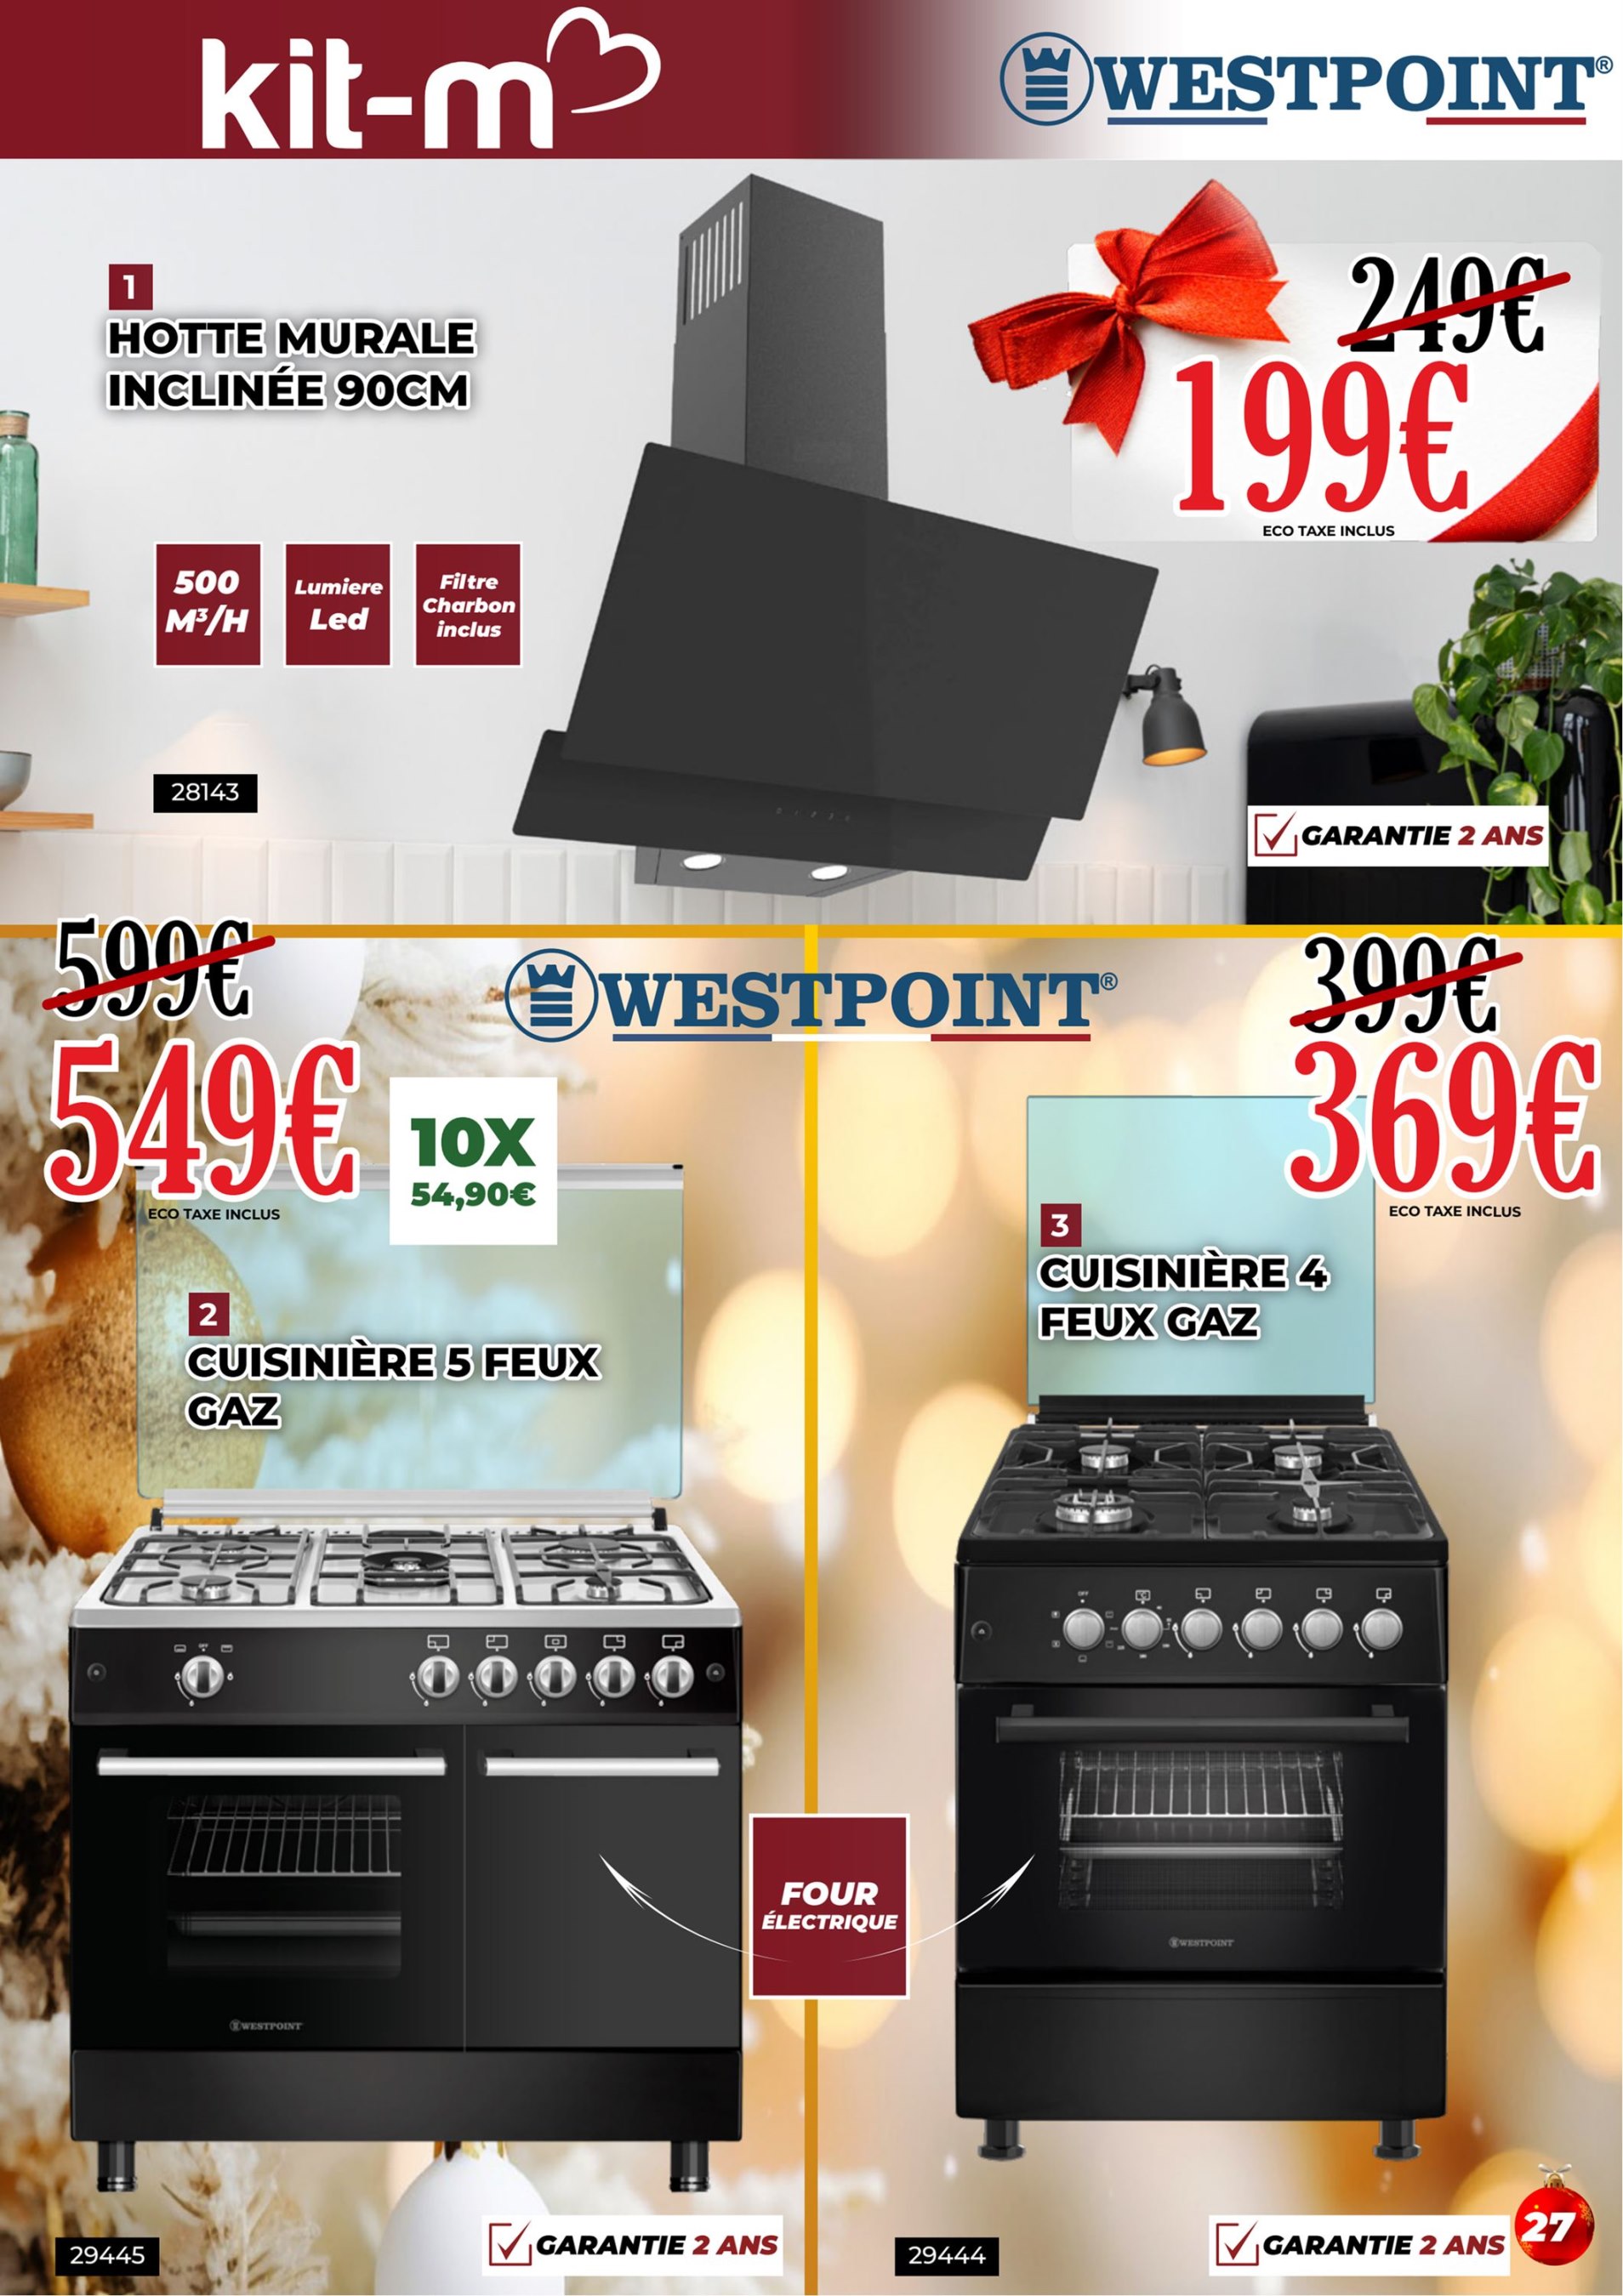 kit-m
WESTPOINT®
1
HOTTE MURALE
INCLINÉE 90CM
249€
199€
ECO TAXE INCLUS
500
M³/H
Lumiere
Led
Filtre
Charbon
inclus
28143
GARANTIE 2 ANS
599€
549€
ECO TAXE INCLUS
10X
54,90€
WESTPOINT®
399€
369€
ECO TAXE INCLUS
2
CUISINIÈRE 5 FEUX
GAZ
3
CUISINIÈRE 4
FEUX GAZ
OFF
OFF
FOUR
ÉLECTRIQUE
WESTPOINT
WESTPOINT
29445
GARANTIE 2 ANS
29444
GARANTIE 2 ANS
27